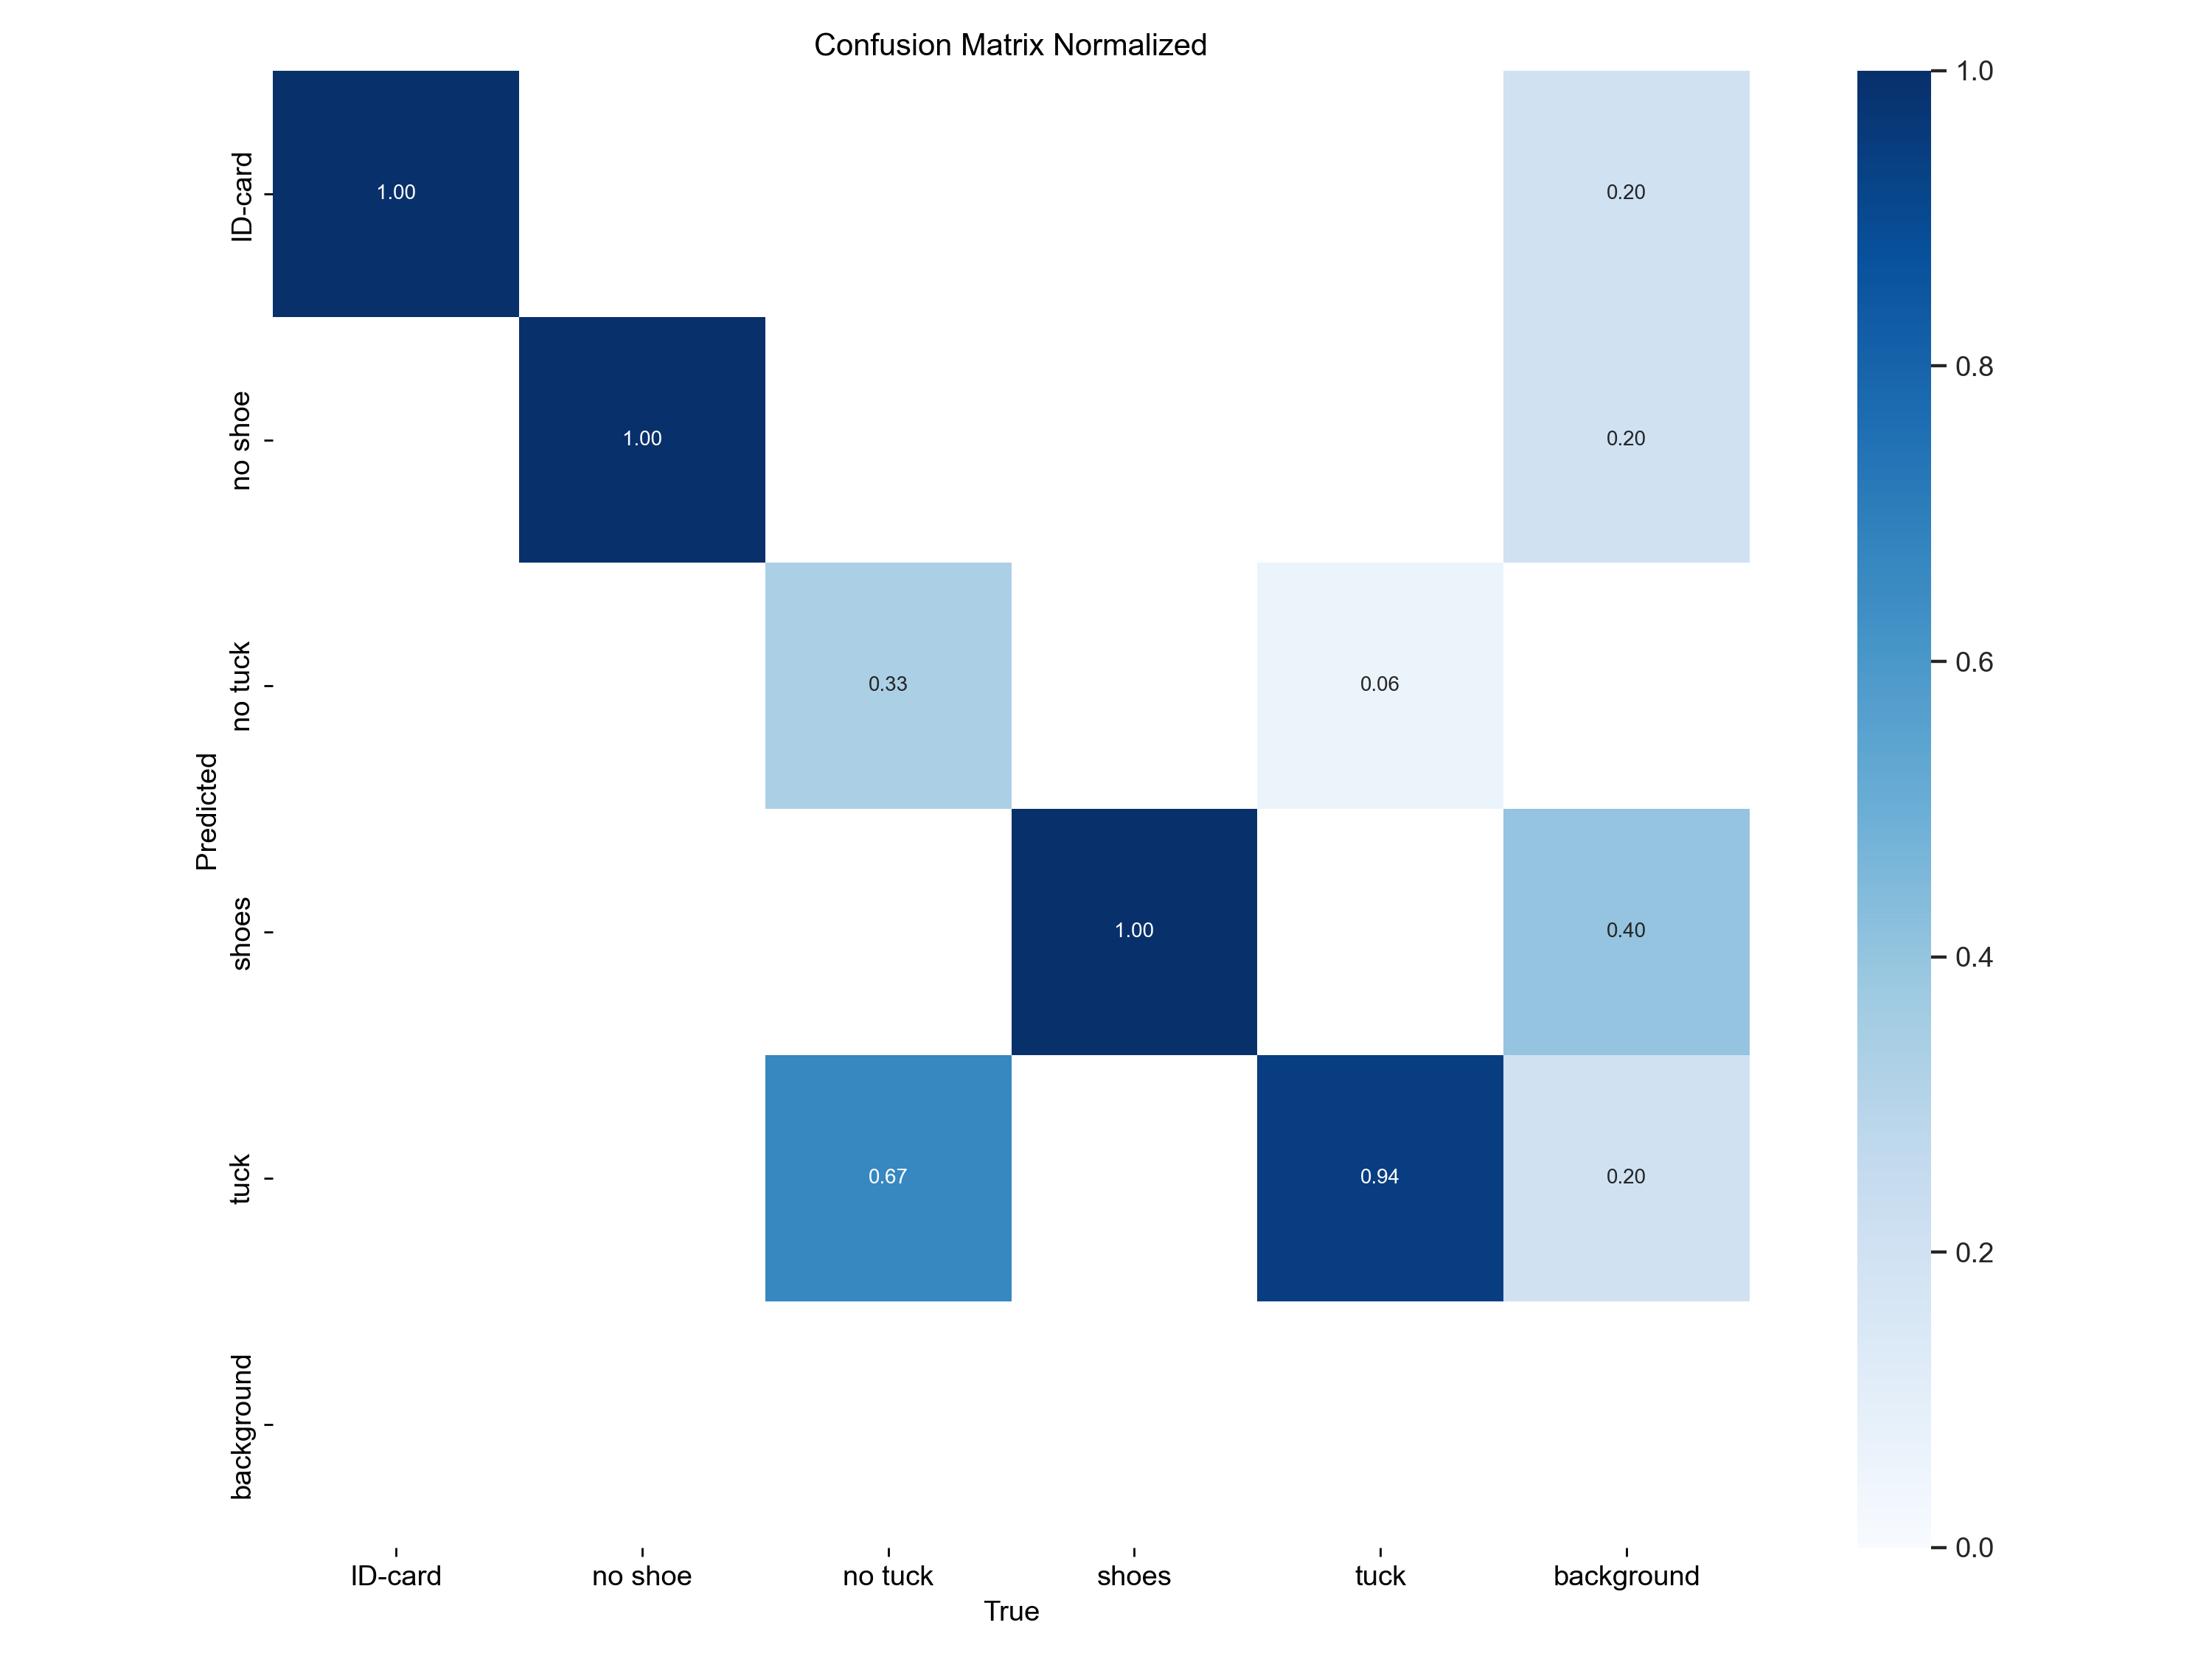 Confusion Matrix Normalized
ID-card
1.00
0.20
no shoe
1.00
0.20
no tuck
0.33
0.06
shoes
1.00
0.40
tuck
0.67
0.94
0.20
background
Predicted
ID-card
no shoe
no tuck
shoes
tuck
background
True
1.0
0.8
0.6
0.4
0.2
0.0